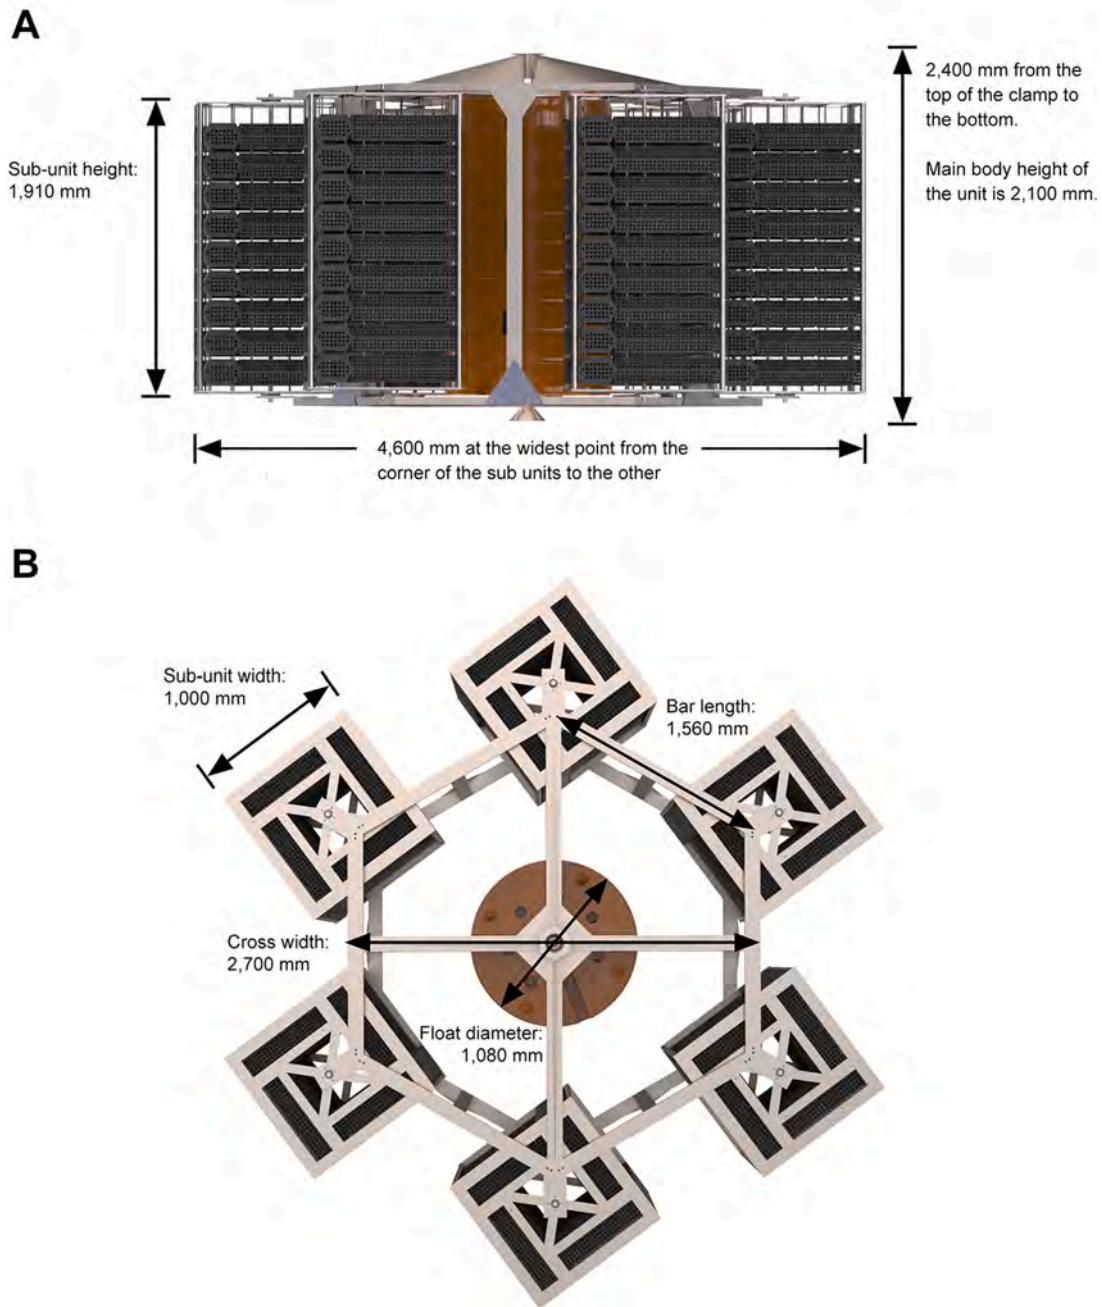 A
2,400 mm from the
top of the clamp to
the bottom.
Main body height of
the unit is 2,100 mm.
Sub-unit height:
1,910 mm
4,600 mm at the widest point from the
corner of the sub units to the other
B
Sub-unit width:
1,000 mm
Bar length:
1,560 mm
Cross width:
2,700 mm
Float diameter:
1,080 mm